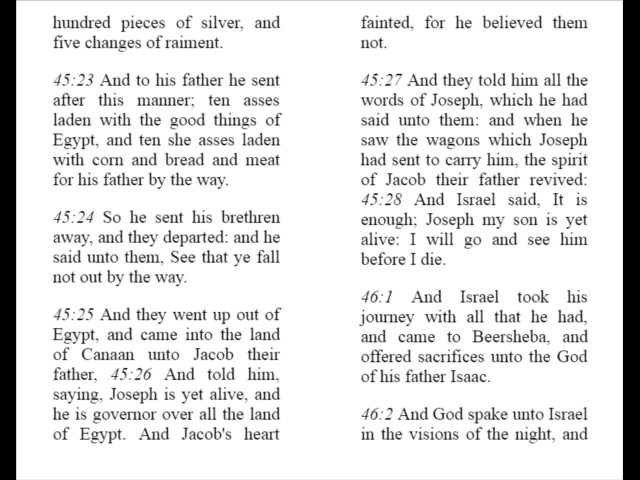 hundred pieces of silver, and
five changes of raiment.
45:23 And to his father he sent
after this manner; ten asses
laden with the good things of
Egypt, and ten she asses laden
with corn and bread and meat
for his father by the way.
45:24 So he sent his brethren
away, and they departed: and he
said unto them, See that ye fall
not out by the way.
45:25 And they went up out of
Egypt, and came into the land
of Canaan unto Jacob their
father, 45:26 And told him,
saying, Joseph is yet alive, and
he is governor over all the land
of Egypt. And Jacob's heart
fainted, for he believed them
not.
45:27 And they told him all the
words of Joseph, which he had
said unto them: and when he
saw the wagons which Joseph
had sent to carry him, the spirit
of Jacob their father revived:
45:28 And Israel said, It is
enough; Joseph my son is yet
alive: I will go and see him
before I die.
46:1 And Israel took his
journey with all that he had,
and came to Beersheba, and
offered sacrifices unto the God
of his father Isaac.
46:2 And God spake unto Israel
in the visions of the night, and